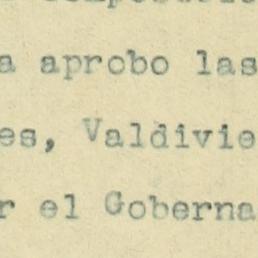 a aprobo las
es, Valdivie
r el Goberna